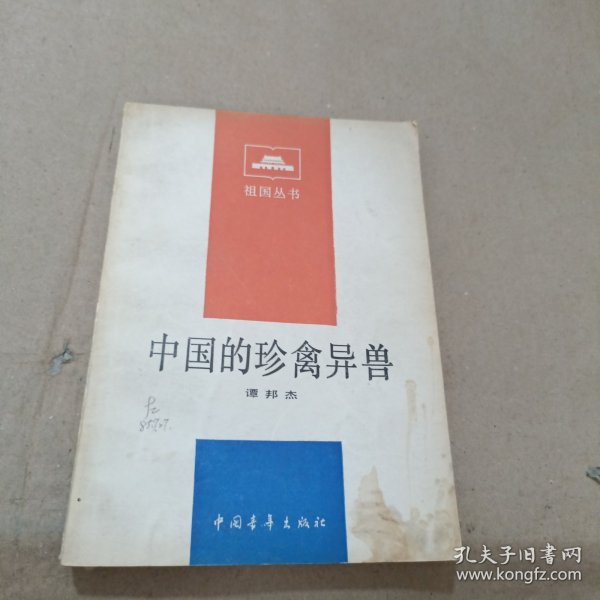 祖国丛书
中国的珍禽异兽
谭邦杰
中国青年出版社
孔夫子旧书网
www.kongfz.com